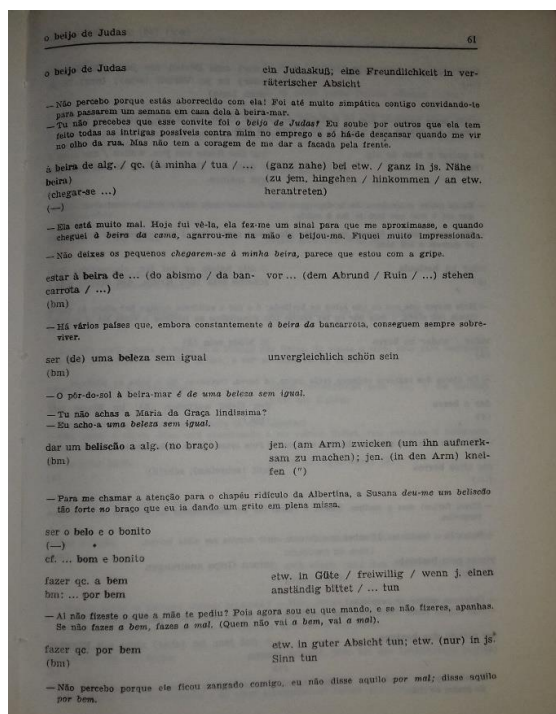 o beijo de Judas 61
o beijo de Judas ein Judaskuß; eine Freundlichkeit in ver-
räterischer Absicht
— Não percebo porque estás aborrecido com ela! Foi até muito simpática contigo convidando-te
para passarem um semana em casa dela à beira-mar.
— Tu não precebes que esse convite foi o beijo de Judas! Eu soube por outros que ela tem
feito todas as intrigas possíveis contra mim no emprego e só há-de descansar quando me vir
no olho da rua. Mas não tem a coragem de me dar a facada pela frente.
à beira de alg. / qc. (à minha / tua / ... (ganz nahe) bei etw. / ganz in js. Nähe
beira) (zu jem. hingehen / hinkommen / an etw.
(chegar-se ...) herantreten)
(—)
— Ela está muito mal. Hoje fui vê-la, ela fez-me um sinal para que me aproximasse, e quando
cheguei à beira da cama, agarrou-me na mão e beijou-ma. Fiquei muito impressionada.
— Não deixes os pequenos chegarem-se à minha beira, parece que estou com a gripe.
estar à beira de ... (do abismo / da ban- vor ... (dem Abrund / Ruin / ...) stehen
carrota / ...)
(bm)
— Há vários países que, embora constantemente à beira da bancarrota, conseguem sempre sobre-
viver.
ser (de) uma beleza sem igual unvergleichlich schön sein
(bm)
— O pôr-do-sol à beira-mar é de uma beleza sem igual.
— Tu não achas a Maria da Graça lindíssima?
— Eu acho-a uma beleza sem igual.
dar um beliscão a alg. (no braço) jen. (am Arm) zwicken (um ihn aufmerk-
(bm) sam zu machen); jen. (in den Arm) knei-
fen (")
— Para me chamar a atenção para o chapéu ridículo da Albertina, a Susana deu-me um beliscão
tão forte no braço que eu ia dando um grito em plena missa.
ser o belo e o bonito
(—)
cf. ... bom e bonito
fazer qc. a bem etw. in Güte / freiwillig / wenn j. einen
bm: ... por bem anständig bittet / ... tun
— Ai não fizeste o que a mãe te pediu? Pois agora sou eu que mando, e se não fizeres, apanhas.
Se não fazes a bem, fazes a mal. (Quem não vai a bem, vai a mal).
fazer qc. por bem etw. in guter Absicht tun; etw. (nur) in js.
(bm) Sinn tun
— Não percebo porque ele ficou zangado comigo, eu não disse aquilo por mal; disse aquilo
por bem.